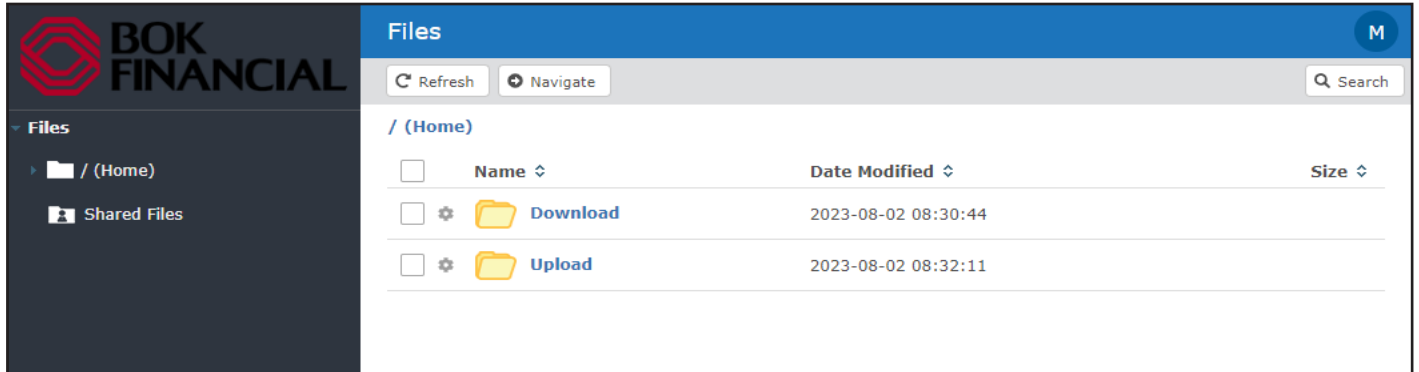 BOK
FINANCIAL
Files
/ (Home)
Shared Files
Files
M
Refresh Navigate Search
/ (Home)
Name Date Modified Size
Download 2023-08-02 08:30:44
Upload 2023-08-02 08:32:11